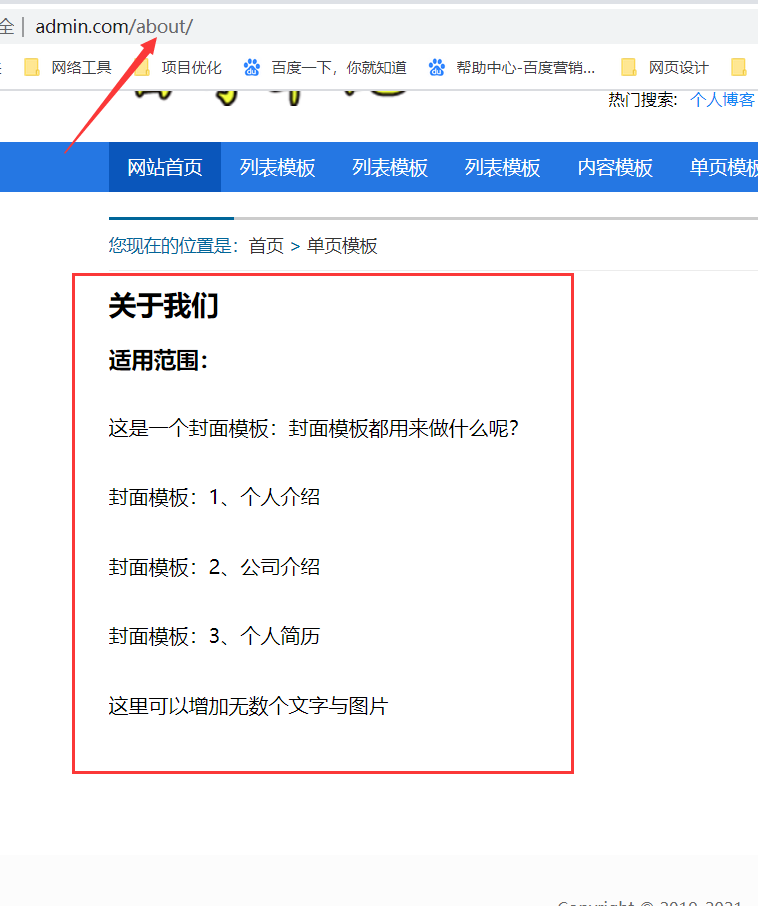 全 | admin.com/about/
网络工具 项目优化 百度一下，你就知道 帮助中心-百度营销... 网页设计
热门搜索: 个人博客
网站首页 列表模板 列表模板 列表模板 内容模板 单页模板
您现在的位置是：首页 > 单页模板
关于我们
适用范围：
这是一个封面模板：封面模板都用来做什么呢？
封面模板：1、个人介绍
封面模板：2、公司介绍
封面模板：3、个人简历
这里可以增加无数个文字与图片
Copyright © 2010-2021